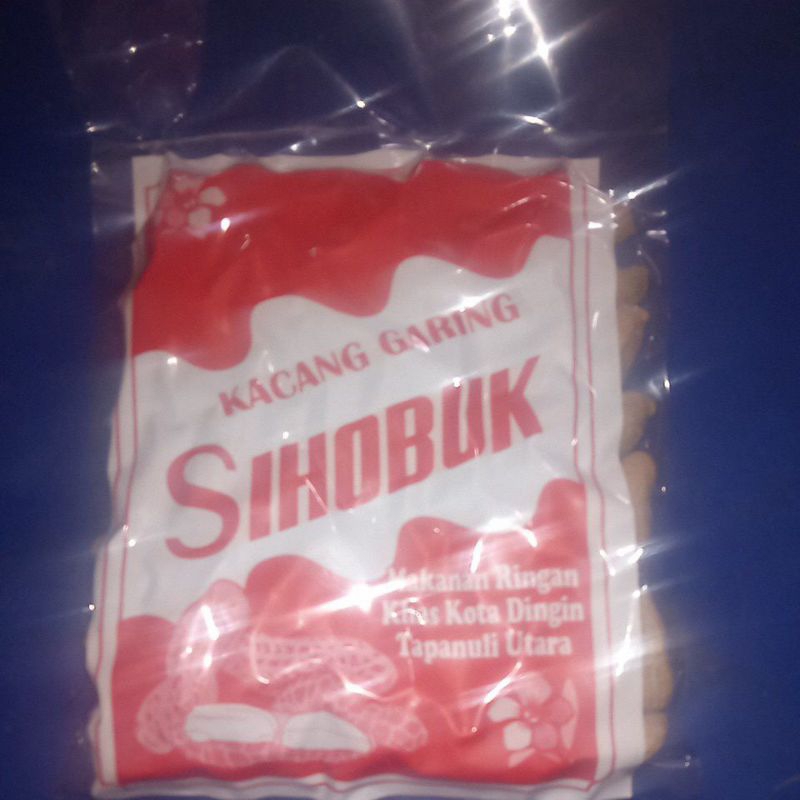 KACANG GARING
SIHOBUK
Makanan Ringan
Khas Kota Dingin
Tapanuli Utara